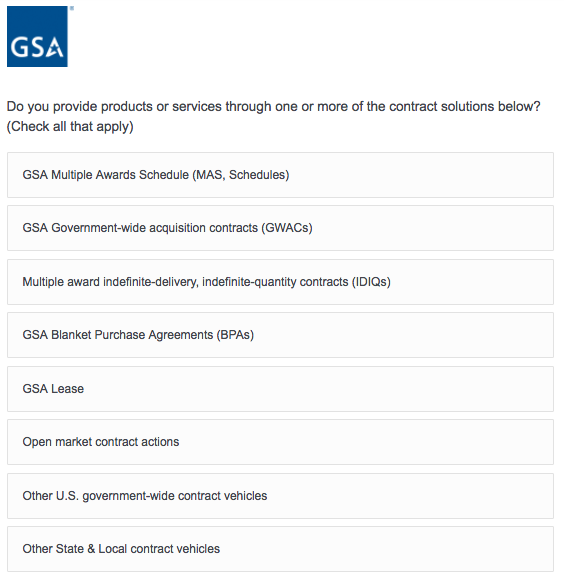 GSA
Do you provide products or services through one or more of the contract solutions below?
(Check all that apply)
GSA Multiple Awards Schedule (MAS, Schedules)
GSA Government-wide acquisition contracts (GWACs)
Multiple award indefinite-delivery, indefinite-quantity contracts (IDIQs)
GSA Blanket Purchase Agreements (BPAs)
GSA Lease
Open market contract actions
Other U.S. government-wide contract vehicles
Other State & Local contract vehicles